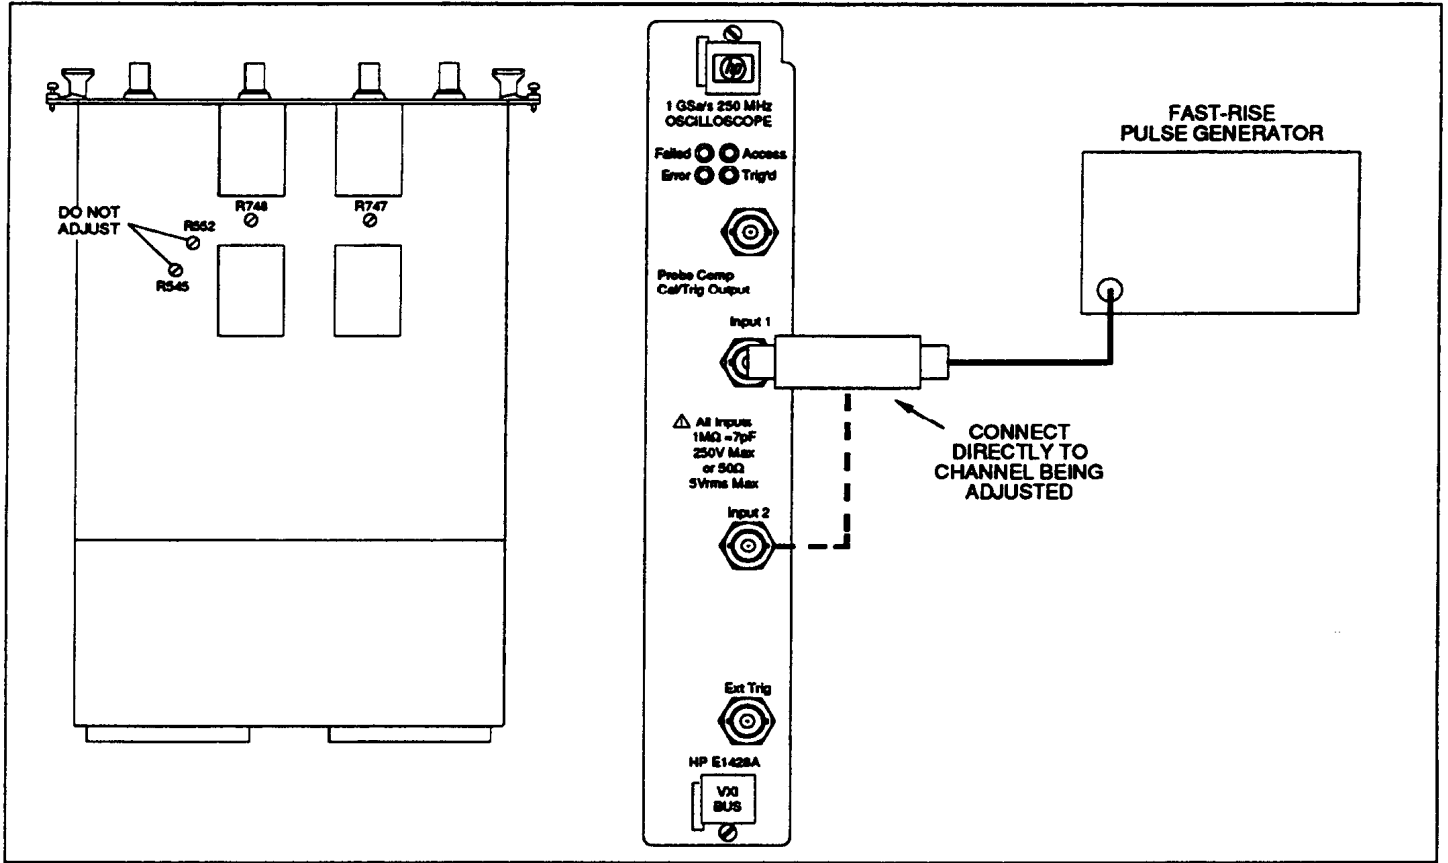 DO NOT
ADJUST
R552
R545
R748
R747
hp
1 GSa/s 250 MHz
OSCILLOSCOPE
Failed Access
Error Trig'd
Probe Comp
Cal/Trig Output
Input 1
All Inputs
1MΩ =7pF
250V Max
or 50Ω
5Vrms Max
Input 2
Ext Trig
HP E1428A
VXI
BUS
FAST-RISE
PULSE GENERATOR
CONNECT
DIRECTLY TO
CHANNEL BEING
ADJUSTED